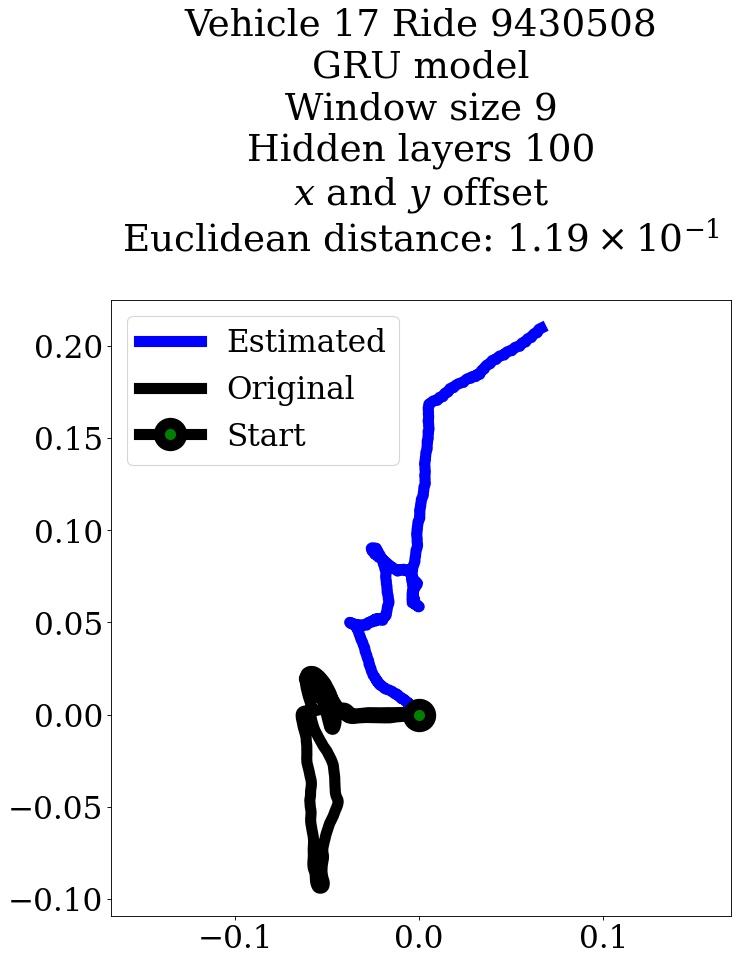 Vehicle 17 Ride 9430508
GRU model
Window size 9
Hidden layers 100
x and y offset
Euclidean distance: 1.19 × 10⁻¹
Estimated
Original
Start
0.20
0.15
0.10
0.05
0.00
−0.05
−0.10
−0.1 0.0 0.1